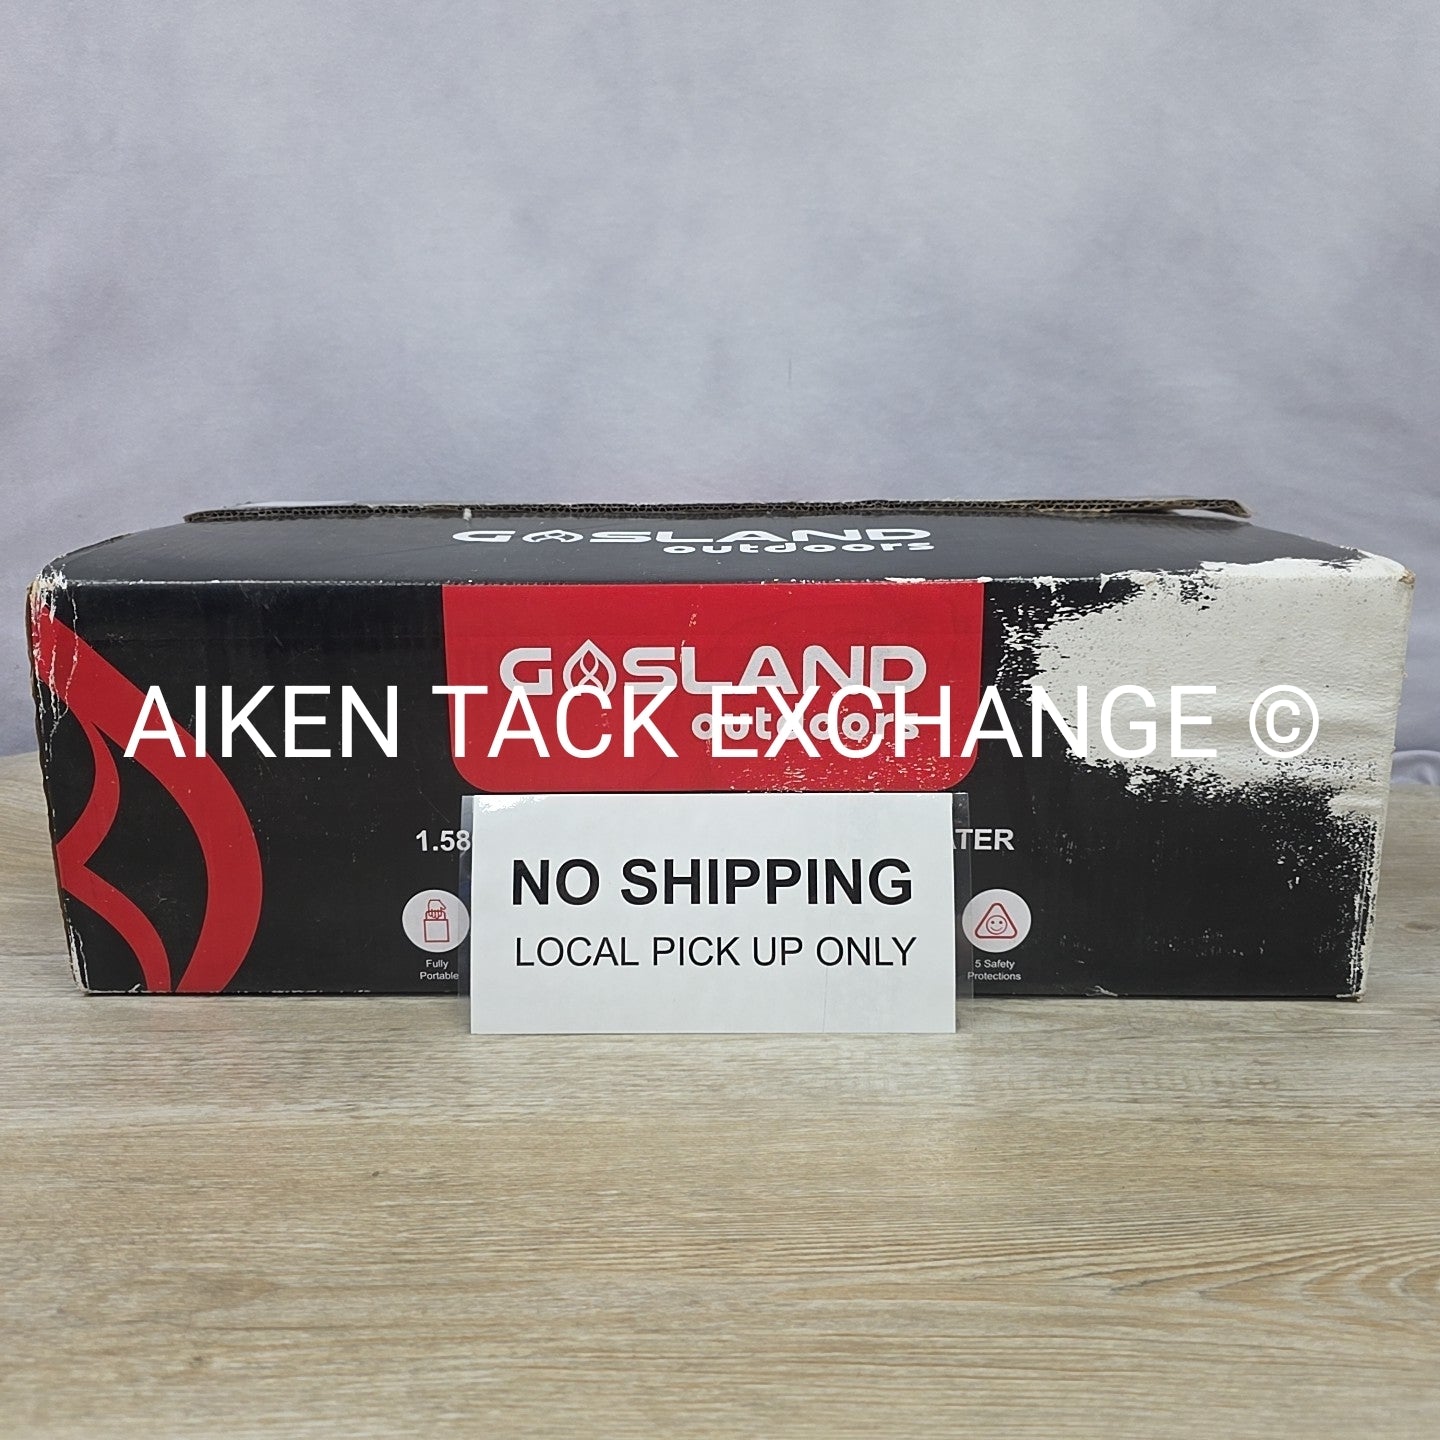 GASLAND
outdoors
GASLAND
outdoors
AIKEN TACK EXCHANGE ©
1.58
NO SHIPPING
LOCAL PICK UP ONLY
Fully
Portable
5 Safety
Protections